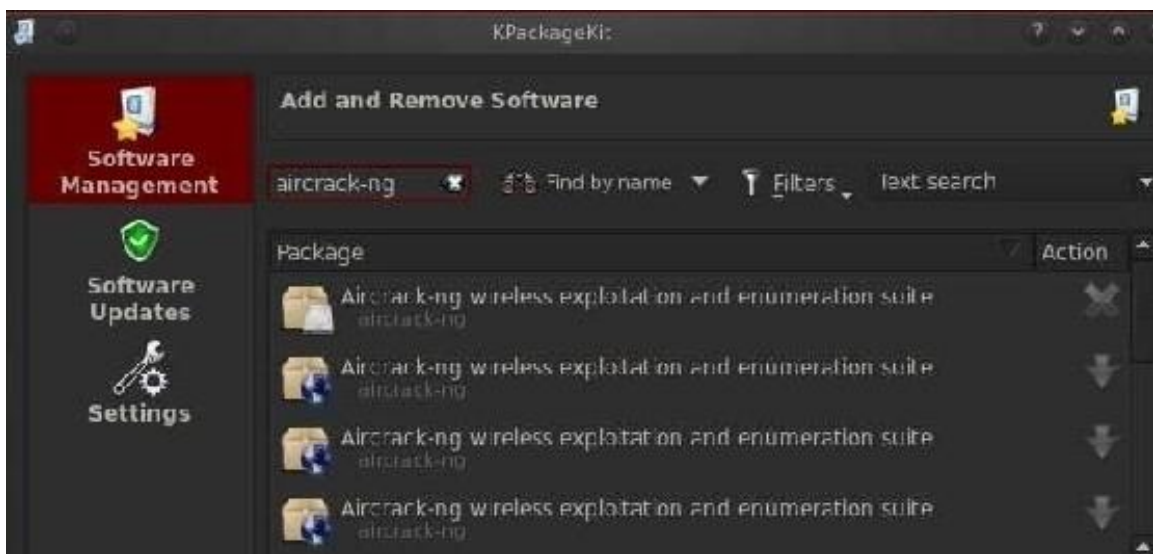 KPackageKit
Software Management
Software Updates
Settings
Add and Remove Software
aircrack-ng Find by name Filters Text search
Package Action
Aircrack-ng wireless exploitation and enumeration suite
aircrack-ng
Aircrack-ng wireless exploitation and enumeration suite
aircrack-ng
Aircrack-ng wireless exploitation and enumeration suite
aircrack-ng
Aircrack-ng wireless exploitation and enumeration suite
aircrack-ng